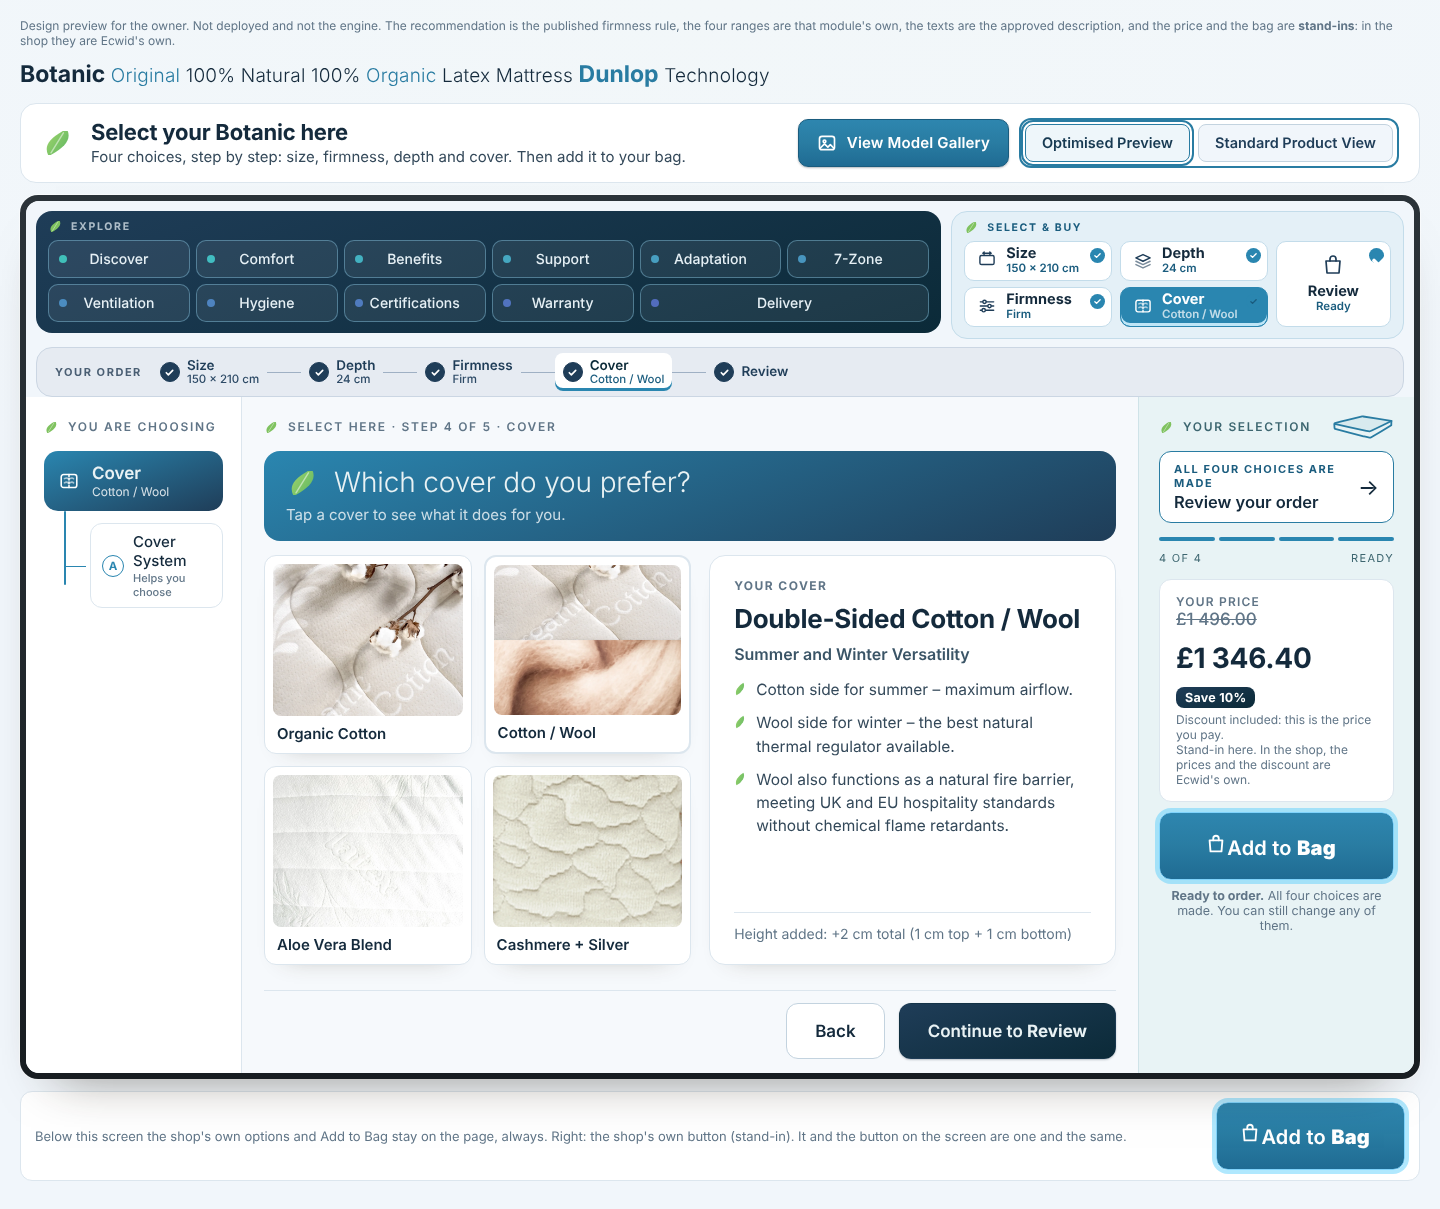 Design preview for the owner. Not deployed and not the engine. The recommendation is the published firmness rule, the four ranges are that module's own, the texts are the approved description, and the price and the bag are stand-ins: in the
shop they are Ecwid's own.
Botanic Original 100% Natural 100% Organic Latex Mattress Dunlop Technology
Select your Botanic here
Four choices, step by step: size, firmness, depth and cover. Then add it to your bag.
View Model Gallery
Optimised Preview
Standard Product View
EXPLORE
Discover
Comfort
Benefits
Support
Adaptation
7-Zone
Ventilation
Hygiene
Certifications
Warranty
Delivery
SELECT & BUY
Size
150 × 210 cm
Depth
24 cm
Firmness
Firm
Cover
Cotton / Wool
Review
Ready
YOUR ORDER
Size
150 × 210 cm
Depth
24 cm
Firmness
Firm
Cover
Cotton / Wool
Review
YOU ARE CHOOSING
Cover
Cotton / Wool
A
Cover
System
Helps you
choose
SELECT HERE · STEP 4 OF 5 · COVER
Which cover do you prefer?
Tap a cover to see what it does for you.
Organic Cotton
Cotton / Wool
Aloe Vera Blend
Cashmere + Silver
YOUR COVER
Double-Sided Cotton / Wool
Summer and Winter Versatility
Cotton side for summer – maximum airflow.
Wool side for winter – the best natural
thermal regulator available.
Wool also functions as a natural fire barrier,
meeting UK and EU hospitality standards
without chemical flame retardants.
Height added: +2 cm total (1 cm top + 1 cm bottom)
Back
Continue to Review
YOUR SELECTION
ALL FOUR CHOICES ARE
MADE
Review your order
4 OF 4
READY
YOUR PRICE
£1 496.00
£1 346.40
Save 10%
Discount included: this is the price
you pay.
Stand-in here. In the shop, the
prices and the discount are
Ecwid's own.
Add to Bag
Ready to order. All four choices are
made. You can still change any of
them.
Below this screen the shop's own options and Add to Bag stay on the page, always. Right: the shop's own button (stand-in). It and the button on the screen are one and the same.
Add to Bag